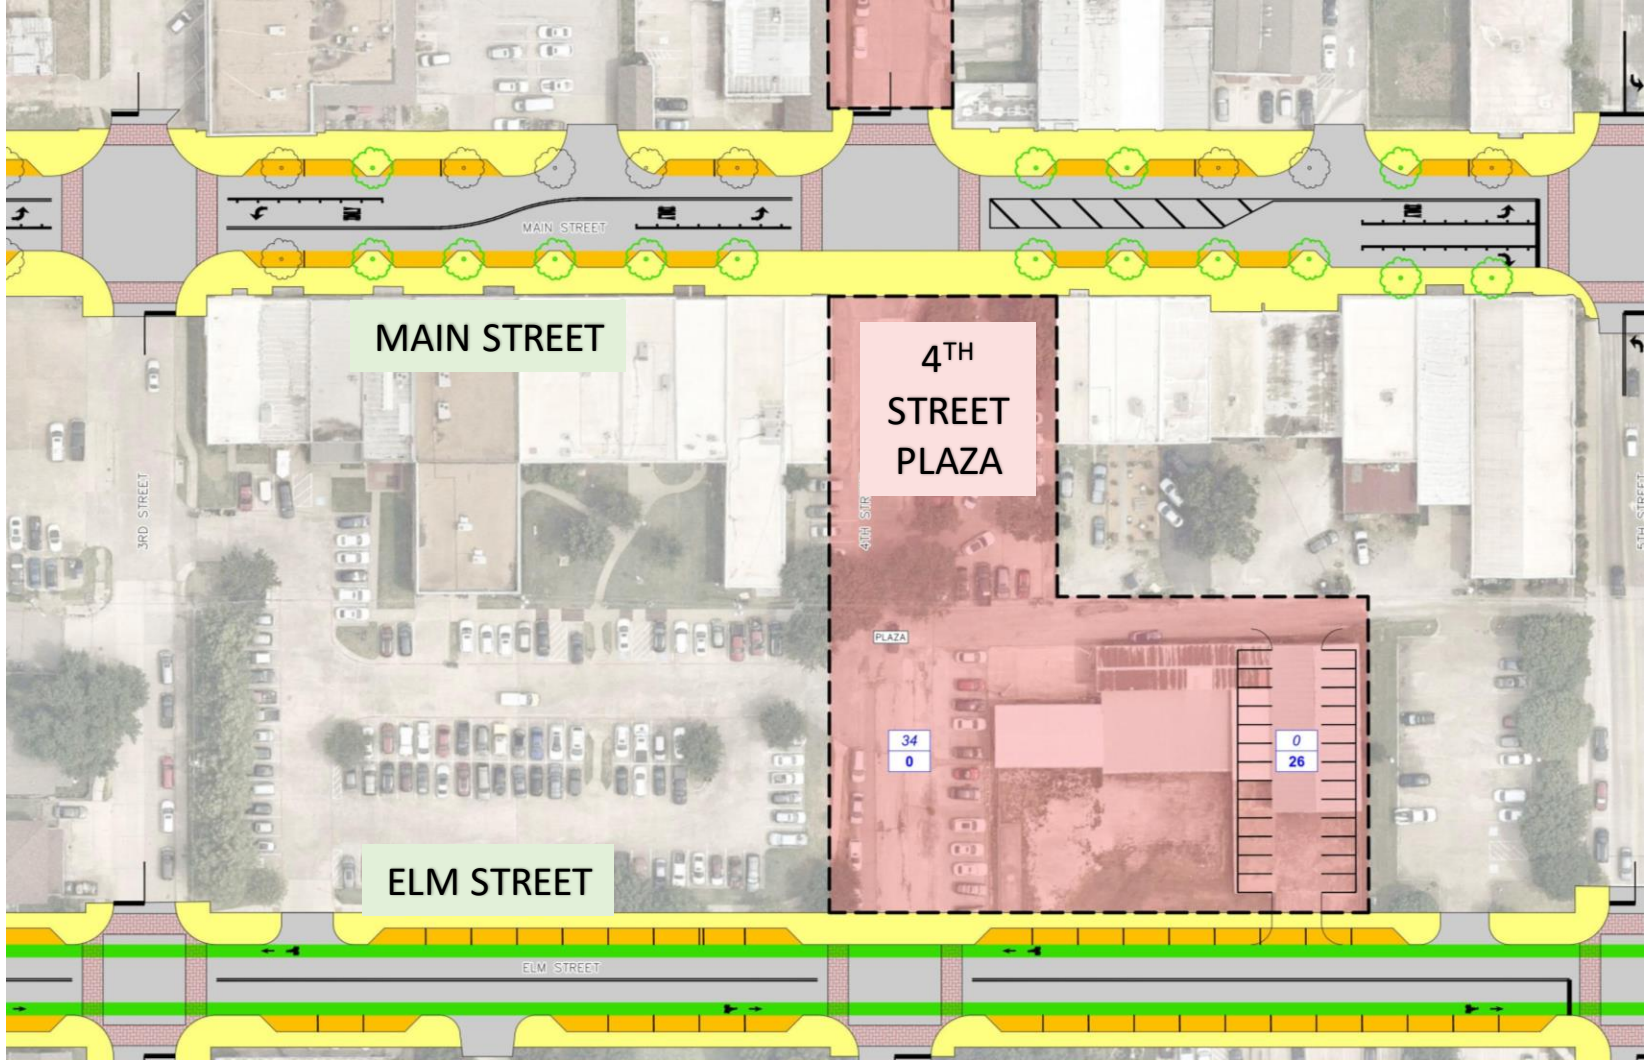 MAIN STREET
MAIN STREET
4TH
STREET
PLAZA
3RD STREET
4TH STR
5TH STREET
PLAZA
34
0
0
26
ELM STREET
ELM STREET